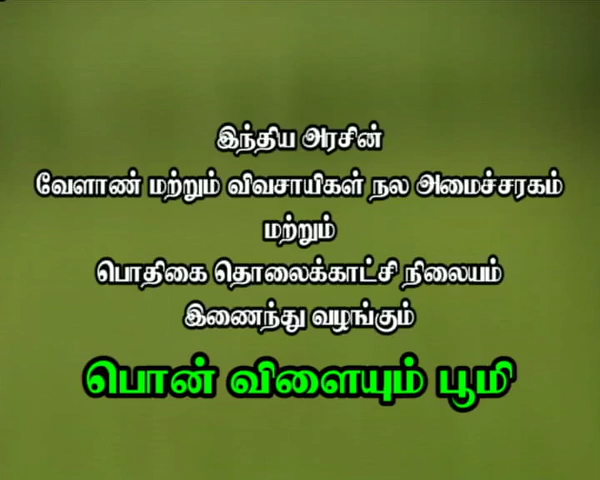 இந்திய அரசின்
வேளாண் மற்றும் விவசாயிகள் நல அமைச்சரகம்
மற்றும்
பொதிகை தொலைக்காட்சி நிலையம்
இணைந்து வழங்கும்
பொன் விளையும் பூமி